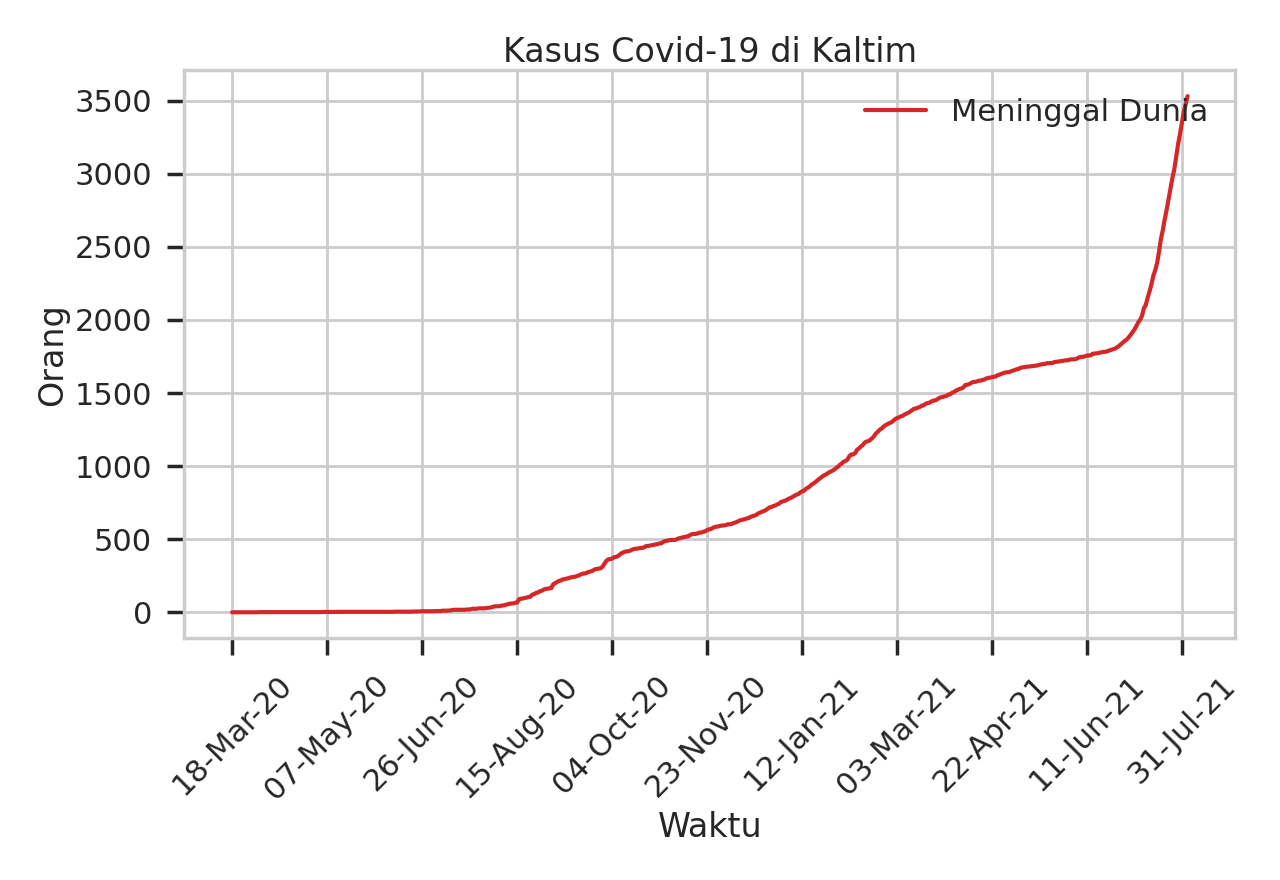 Kasus Covid-19 di Kaltim
Meninggal Dunia
3500
3000
2500
2000
1500
1000
500
0
Orang
18-Mar-20
07-May-20
26-Jun-20
15-Aug-20
04-Oct-20
23-Nov-20
12-Jan-21
03-Mar-21
22-Apr-21
11-Jun-21
31-Jul-21
Waktu